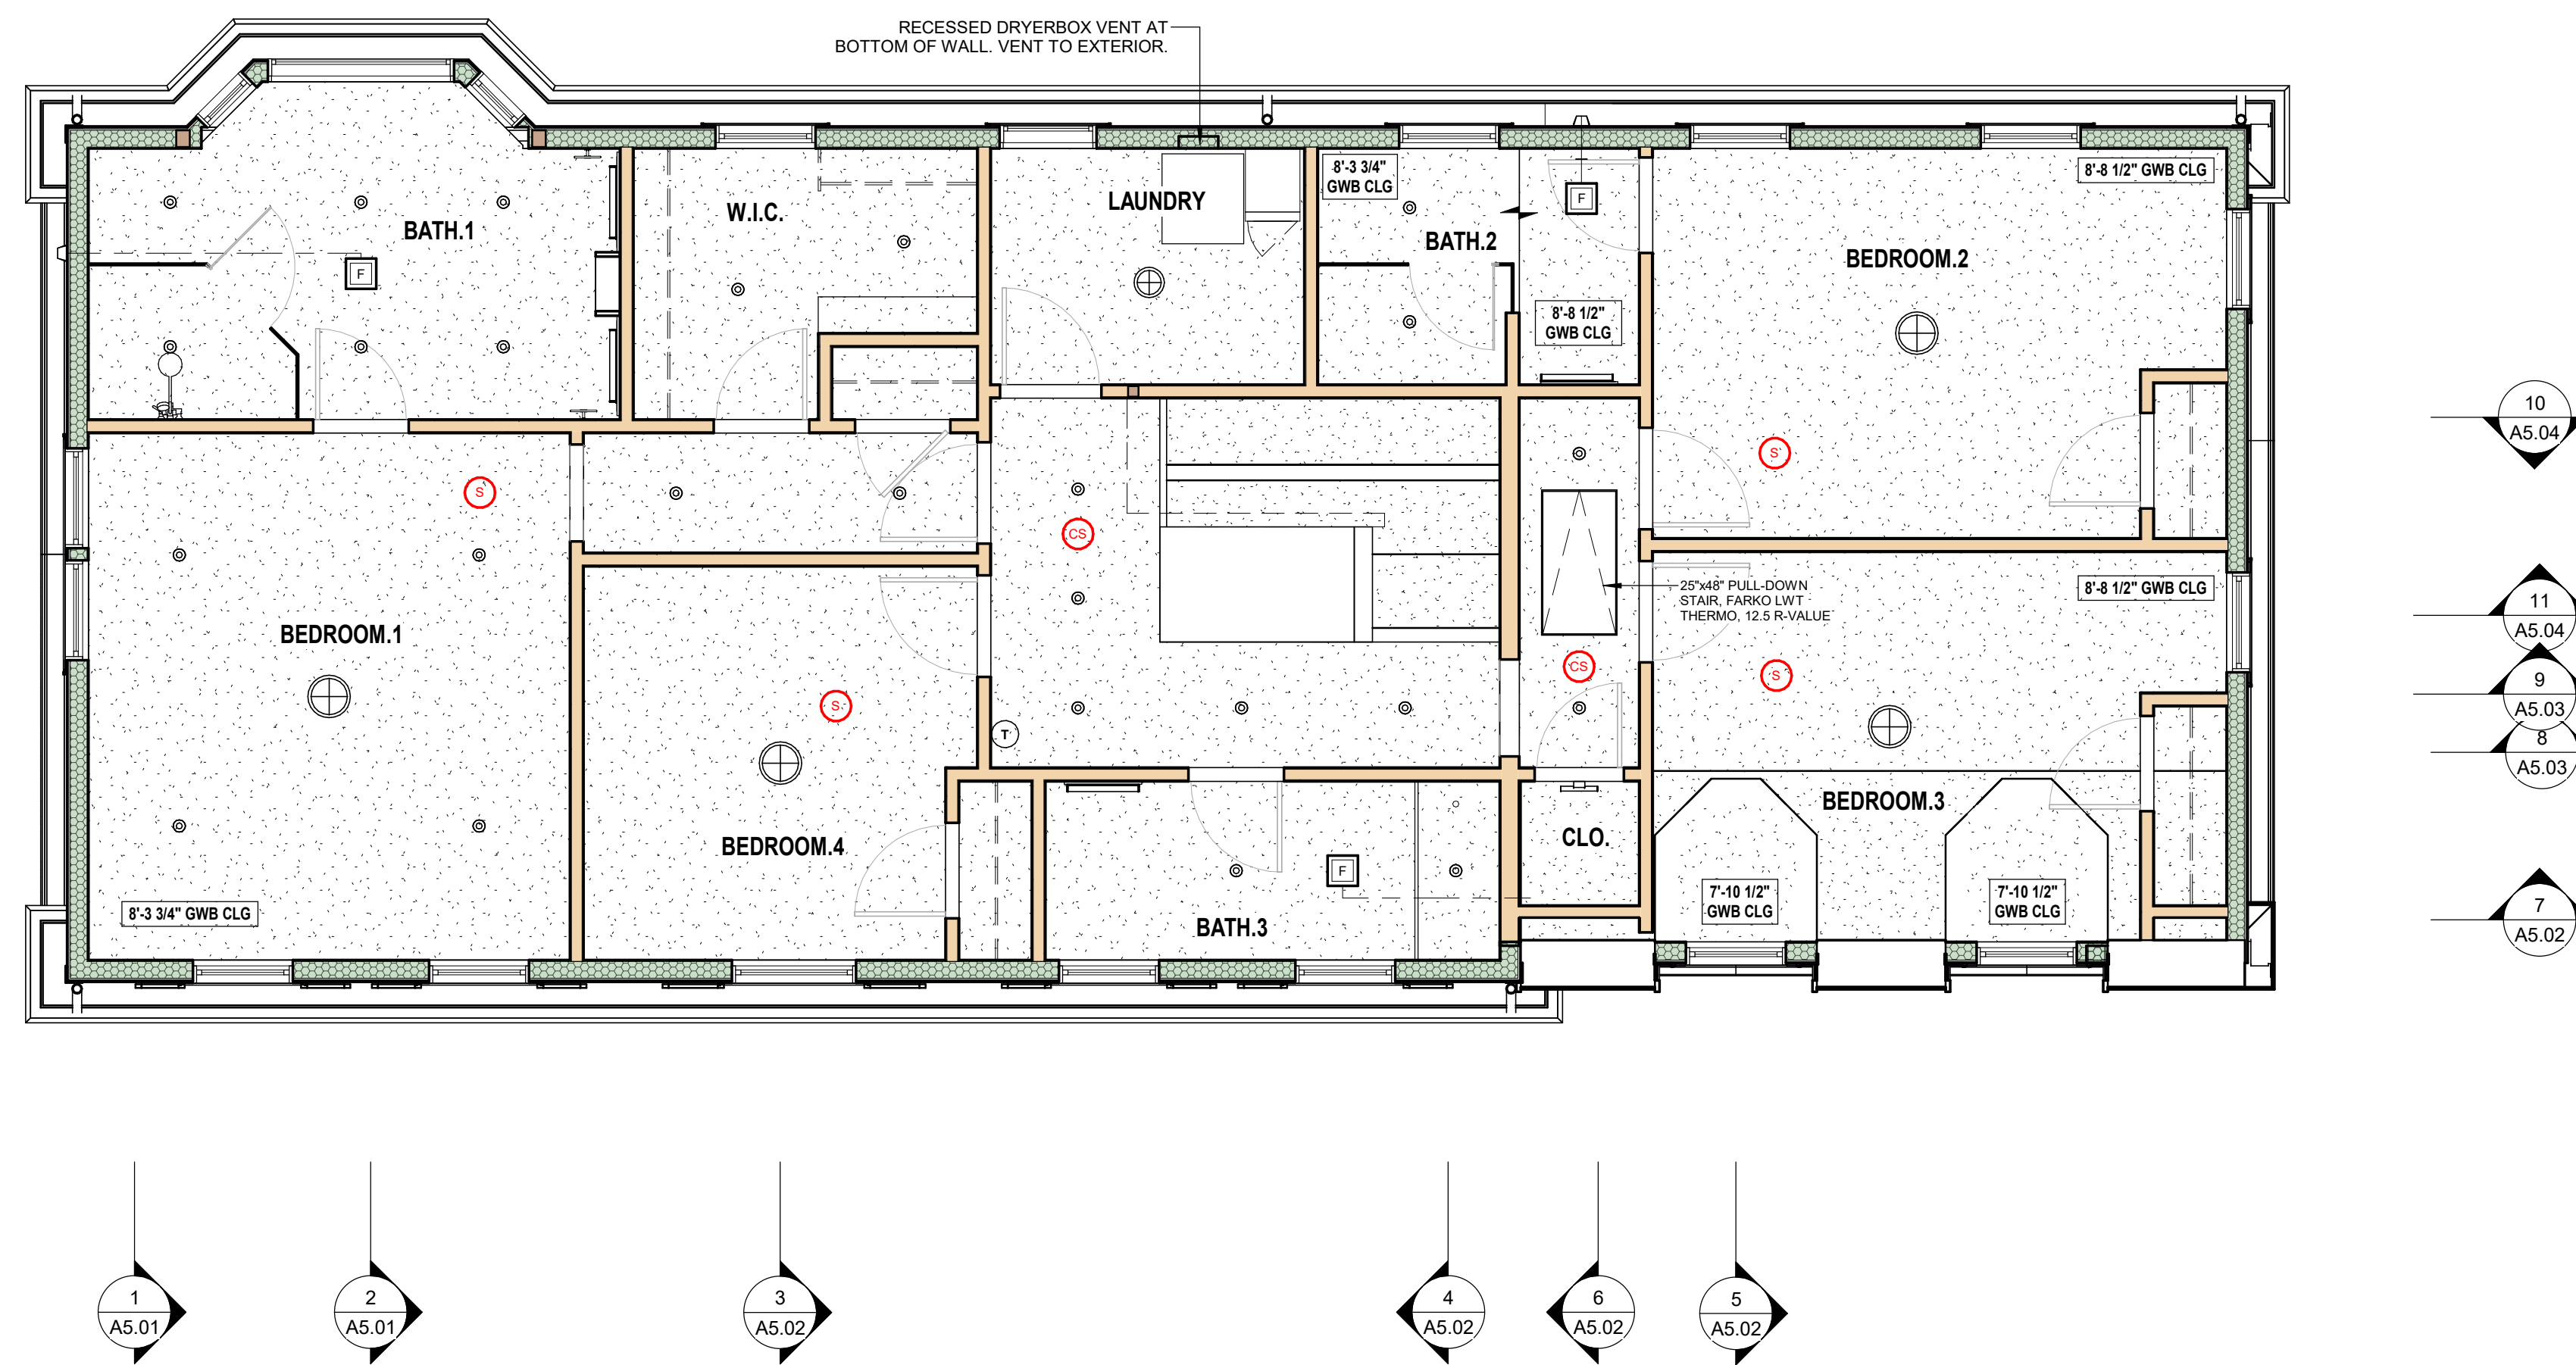 RECESSED DRYERBOX VENT AT
BOTTOM OF WALL. VENT TO EXTERIOR.
BATH.1
F
W.I.C.
LAUNDRY
8'-3 3/4"
GWB CLG
BATH.2
F
8'-8 1/2"
GWB CLG
8'-8 1/2" GWB CLG
BEDROOM.2
S
S
CS
BEDROOM.1
8'-3 3/4" GWB CLG
S
BEDROOM.4
T
25"x48" PULL-DOWN
STAIR, FARKO LWT
THERMO, 12.5 R-VALUE
CS
8'-8 1/2" GWB CLG
S
BEDROOM.3
7'-10 1/2"
GWB CLG
7'-10 1/2"
GWB CLG
CLO.
F
BATH.3
10
A5.04
11
A5.04
9
A5.03
8
A5.03
7
A5.02
1
A5.01
2
A5.01
3
A5.02
4
A5.02
6
A5.02
5
A5.02